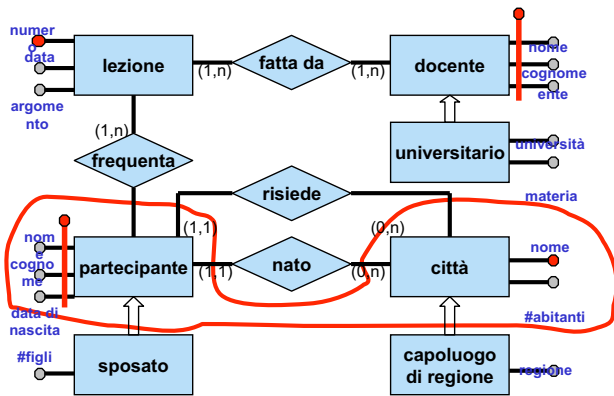 numer
o
data
argome
nto
lezione
(1,n)
fatta da
(1,n)
docente
nome
cognome
ente
(1,n)
frequenta
universitario
università
materia
risiede
(1,1)
(0,n)
nom
e
cogno
me
data di
nascita
partecipante
(1,1)
nato
(0,n)
città
nome
#abitanti
#figli
sposato
capoluogo
di regione
regione